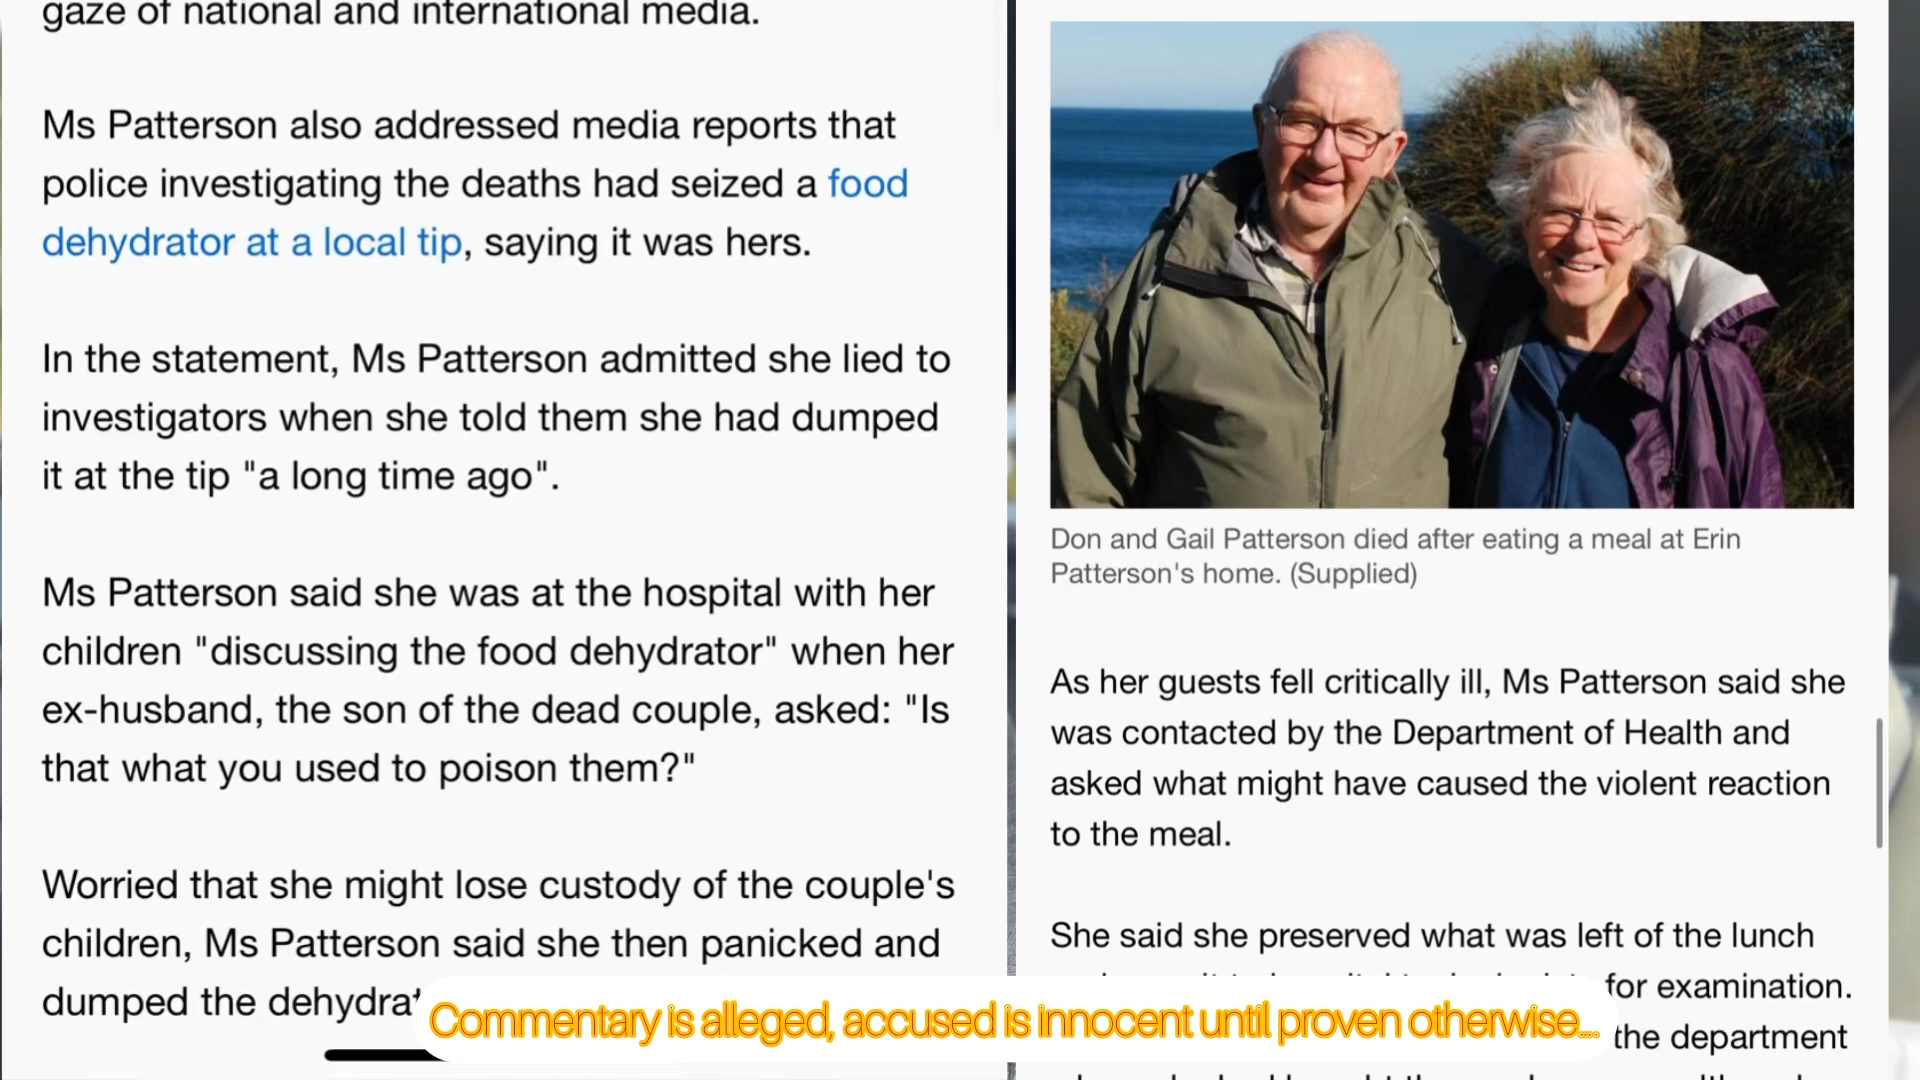 gaze of national and international media.
Ms Patterson also addressed media reports that
police investigating the deaths had seized a food
dehydrator at a local tip, saying it was hers.
In the statement, Ms Patterson admitted she lied to
investigators when she told them she had dumped
it at the tip "a long time ago".
Ms Patterson said she was at the hospital with her
children "discussing the food dehydrator" when her
ex-husband, the son of the dead couple, asked: "Is
that what you used to poison them?"
Worried that she might lose custody of the couple's
children, Ms Patterson said she then panicked and
dumped the
Don and Gail Patterson died after eating a meal at Erin
Patterson's home. (Supplied)
As her guests fell critically ill, Ms Patterson said she
was contacted by the Department of Health and
asked what might have caused the violent reaction
to the meal.
She said she preserved what was left of the lunch
for examination.
the department
Commentary is alleged, accused is innocent until proven otherwise....